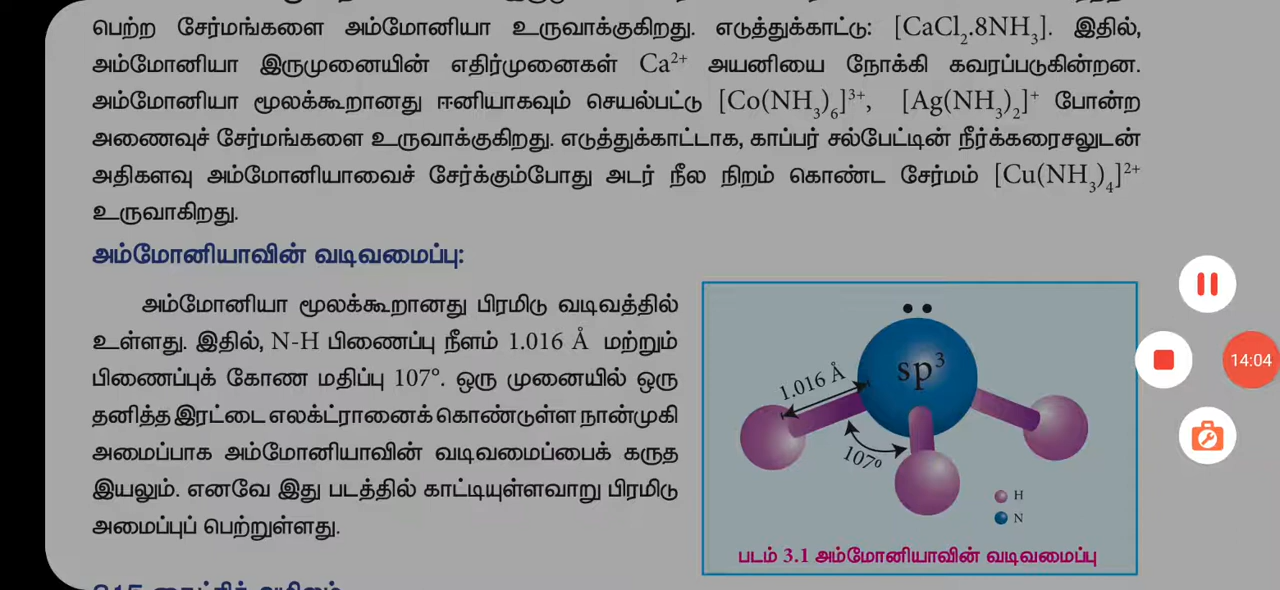 பெற்ற சேர்மங்களை அம்மோனியா உருவாக்குகிறது. எடுத்துக்காட்டு: [CaCl₂.8NH₃]. இதில்,
அம்மோனியா இருமுனையின் எதிர்முனைகள் Ca²⁺ அயனியை நோக்கி கவரப்படுகின்றன.
அம்மோனியா மூலக்கூறானது ஈனியாகவும் செயல்பட்டு [Co(NH₃)₆]³⁺, [Ag(NH₃)₂]⁺ போன்ற
அணைவுச் சேர்மங்களை உருவாக்குகிறது. எடுத்துக்காட்டாக, காப்பர் சல்பேட்டின் நீர்க்கரைசலுடன்
அதிகளவு அம்மோனியாவைச் சேர்க்கும்போது அடர் நீல நிறம் கொண்ட சேர்மம் [Cu(NH₃)₄]²⁺
உருவாகிறது.
அம்மோனியாவின் வடிவமைப்பு:
அம்மோனியா மூலக்கூறானது பிரமிடு வடிவத்தில்
உள்ளது. இதில், N-H பிணைப்பு நீளம் 1.016 Å மற்றும்
பிணைப்புக் கோண மதிப்பு 107°. ஒரு முனையில் ஒரு
தனித்த இரட்டை எலக்ட்ரானைக் கொண்டுள்ள நான்முகி
அமைப்பாக அம்மோனியாவின் வடிவமைப்பைக் கருத
இயலும். எனவே இது படத்தில் காட்டியுள்ளவாறு பிரமிடு
அமைப்புப் பெற்றுள்ளது.
sp³
1.016 Å
107°
H
N
படம் 3.1 அம்மோனியாவின் வடிவமைப்பு
14:04